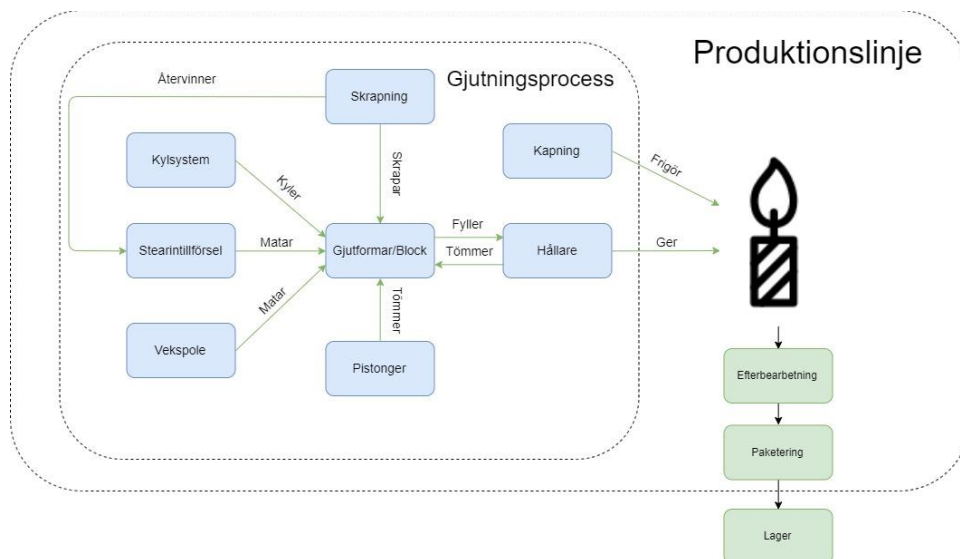 Produktionslinje
Gjutningsprocess
Återvinner
Skrapning
Kylsystem
Kyler
Skrapar
Kapning
Frigör
Stearintillförsel
Matar
Gjutformar/Block
Fyller
Tömmer
Hållare
Ger
Matar
Tömmer
Vekspole
Pistonger
Efterbearbetning
Paketering
Lager